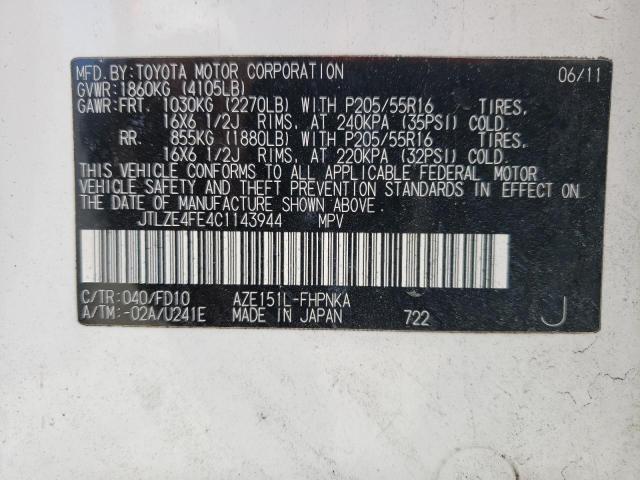 MFD.BY:TOYOTA MOTOR CORPORATION 06/11
GVWR:1860KG (4105LB)
GAWR:FRT. 1030KG (2270LB) WITH P205/55R16 TIRES,
16X6 1/2J RIMS, AT 240KPA (35PSI) COLD.
RR. 855KG (1880LB) WITH P205/55R16 TIRES,
16X6 1/2J RIMS, AT 220KPA (32PSI) COLD.
THIS VEHICLE CONFORMS TO ALL APPLICABLE FEDERAL MOTOR
VEHICLE SAFETY AND THEFT PREVENTION STANDARDS IN EFFECT ON
THE DATE OF MANUFACTURE SHOWN ABOVE.
JTLZE4FE4C1143944 MPV
C/TR:040/FD10 AZE151L-FHPNKA
A/TM:-02A/U241E MADE IN JAPAN 722 J